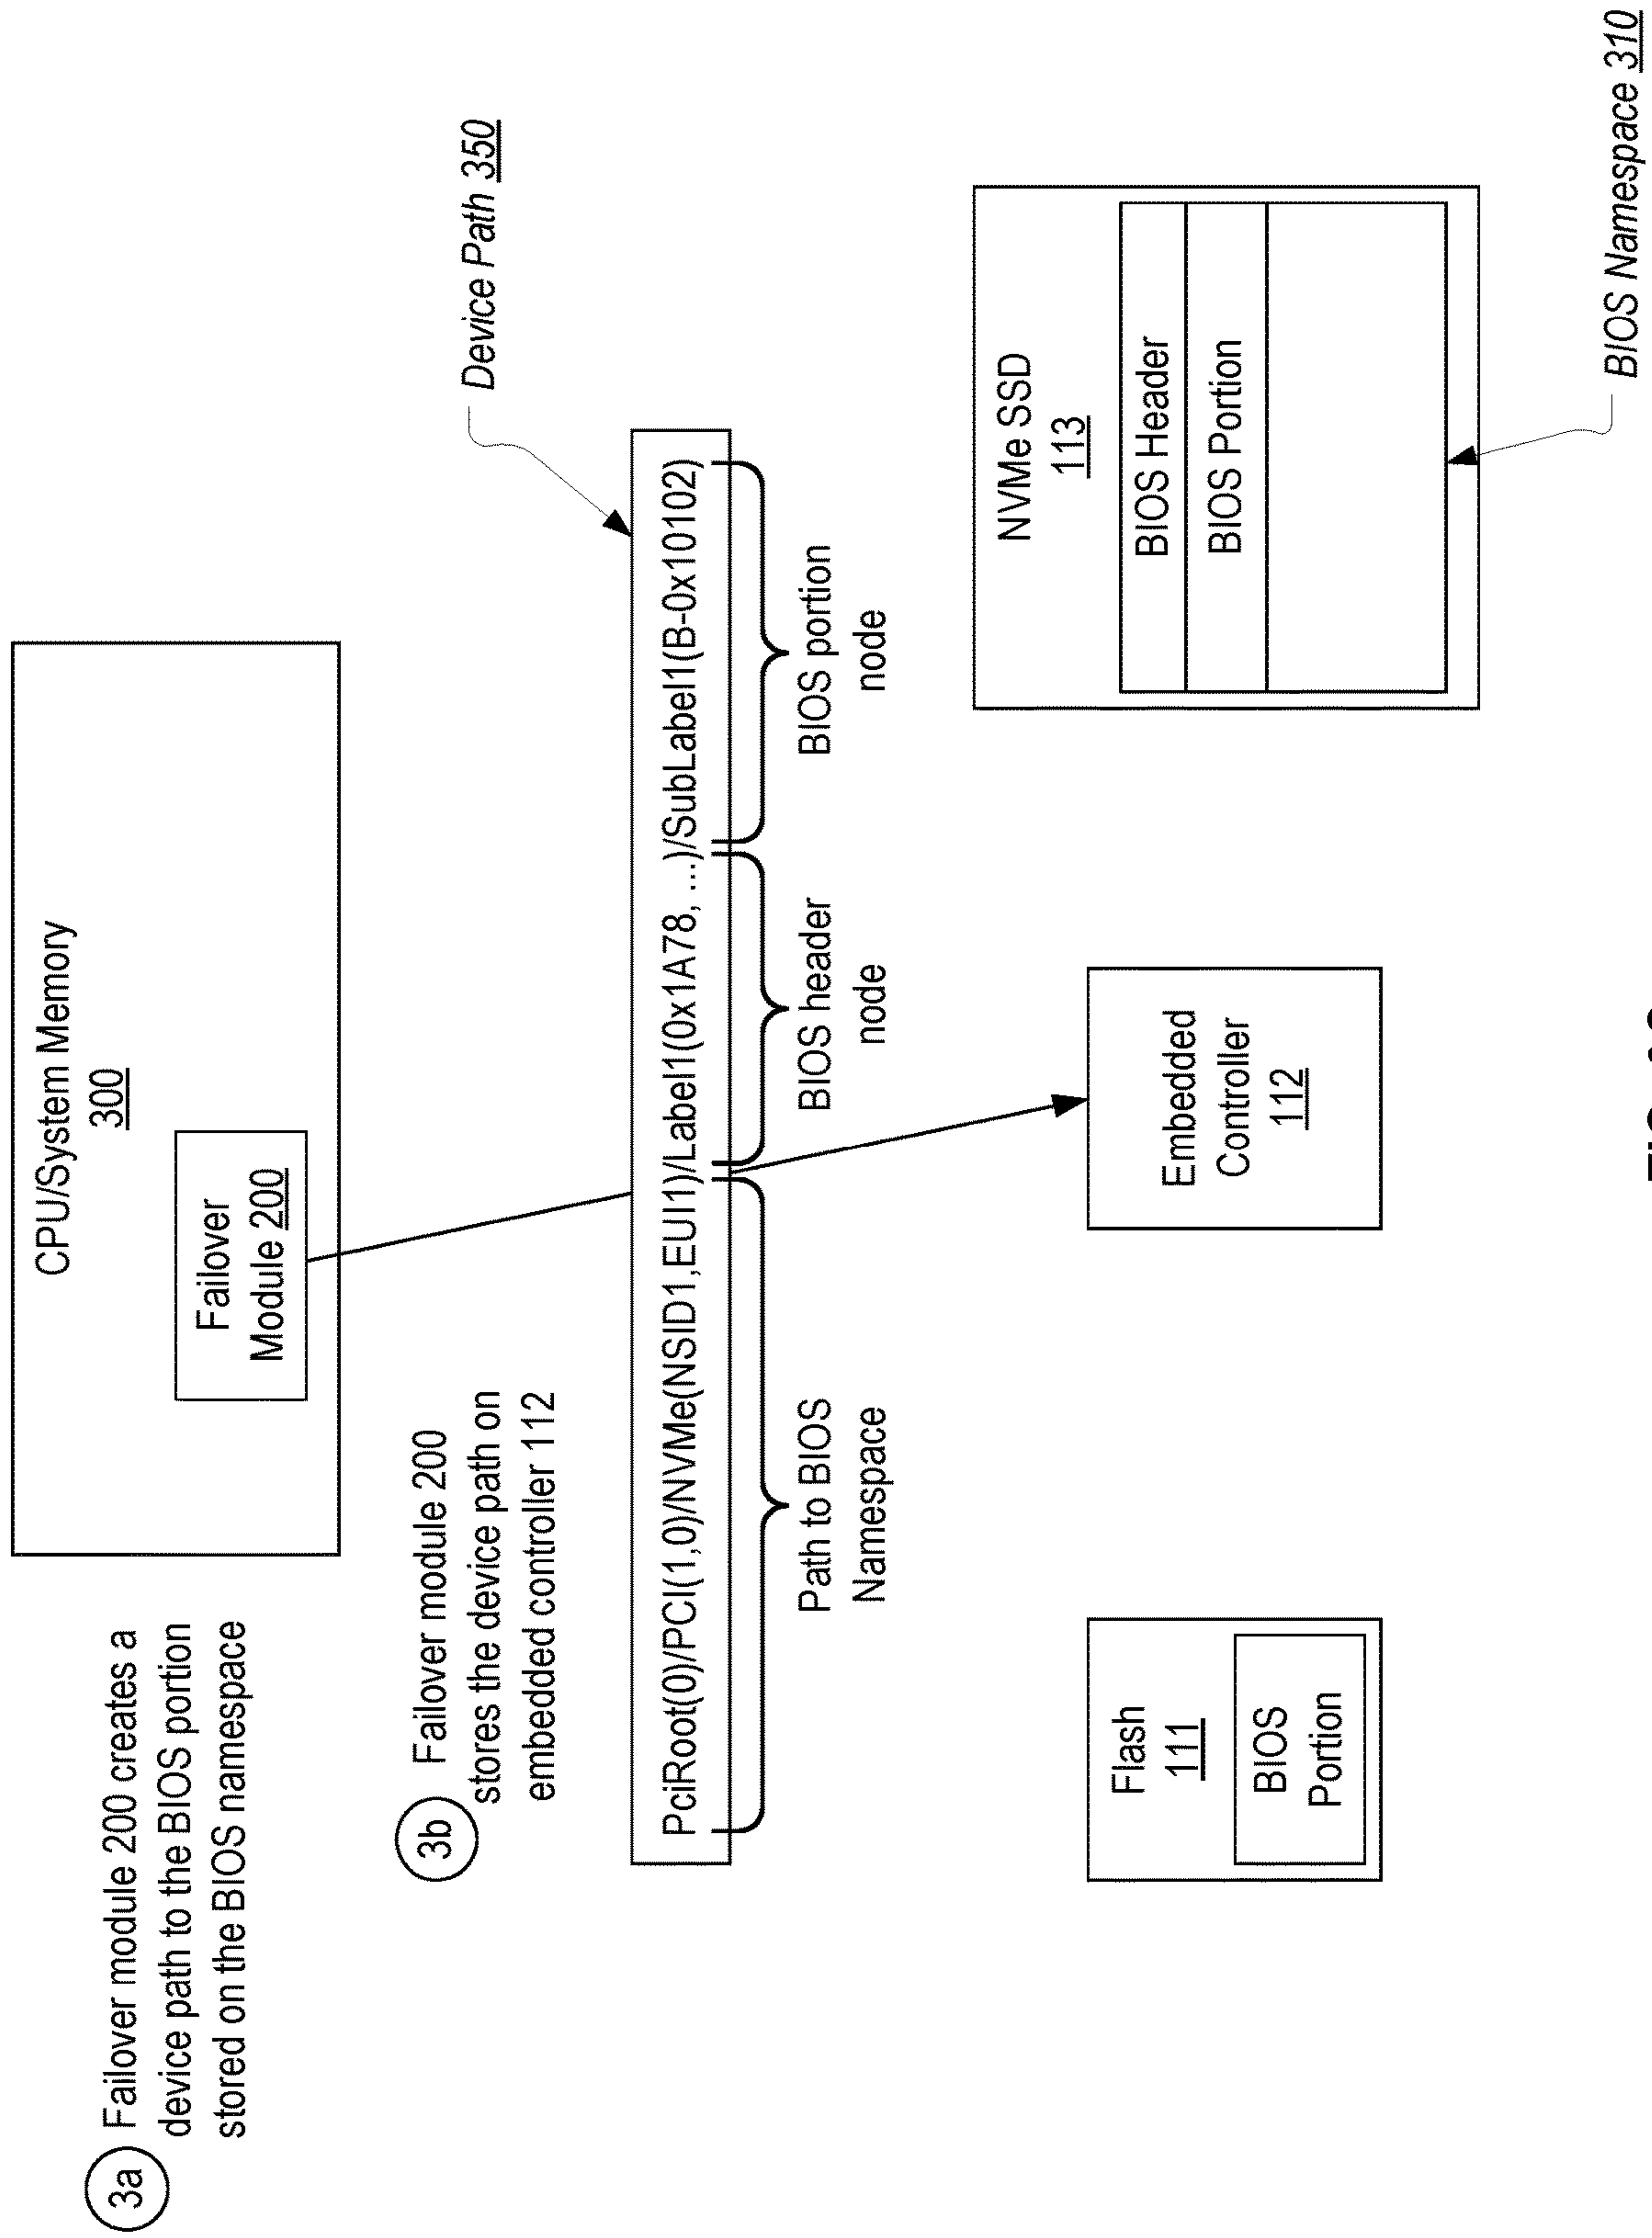 3a Failover module 200 creates a
device path to the BIOS portion
stored on the BIOS namespace
CPU/System Memory
300
Failover
Module 200
3b Failover module 200
stores the device path on
embedded controller 112
Device Path 350
PciRoot(0)/PCI(1,0)/NVMe(NSID1,EUI1)/Label1(0x1A78, ...)/SubLabel1(B-0x10102)
Path to BIOS
Namespace
BIOS header
node
BIOS portion
node
Flash
111
BIOS
Portion
Embedded
Controller
112
NVMe SSD
113
BIOS Header
BIOS Portion
BIOS Namespace 310